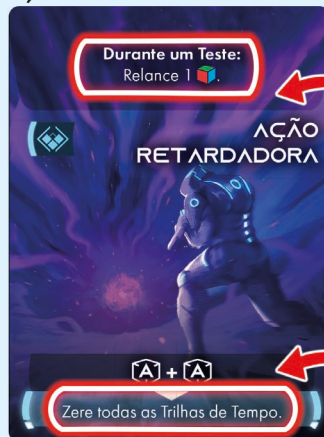 Durante um Teste:
Relance 1 .
AÇÃO
RETARDADORA
[A] + [A]
Zere todas as Trilhas de Tempo.